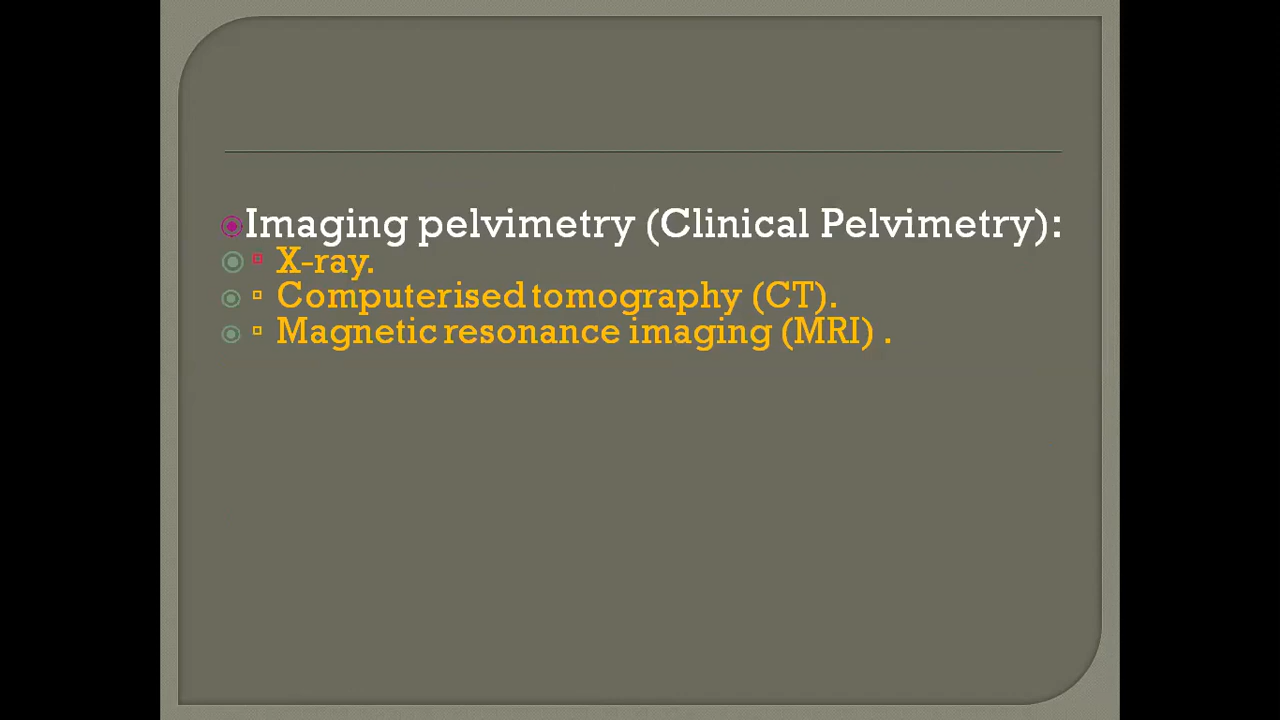 Imaging pelvimetry (Clinical Pelvimetry):
▫ X-ray.
▫ Computerised tomography (CT).
▫ Magnetic resonance imaging (MRI) .